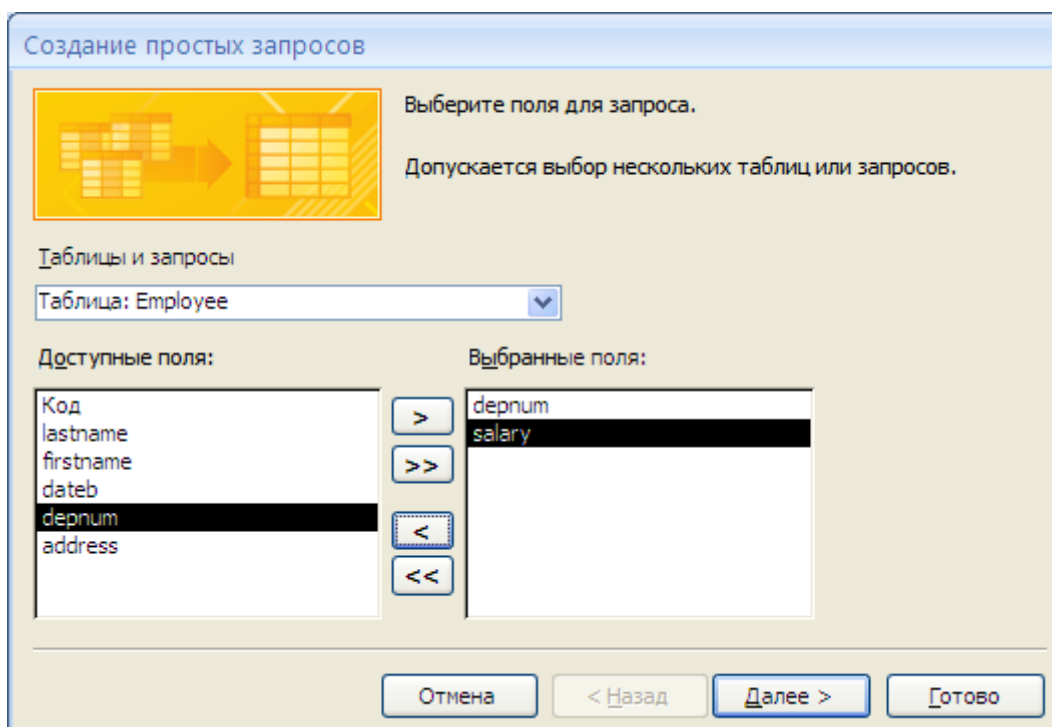 Создание простых запросов
Выберите поля для запроса.
Допускается выбор нескольких таблиц или запросов.
Таблицы и запросы
Таблица: Employee
Доступные поля:
Выбранные поля:
Код
lastname
firstname
dateb
depnum
address
>
>>
<
<<
depnum
salary
Отмена
< Назад
Далее >
Готово